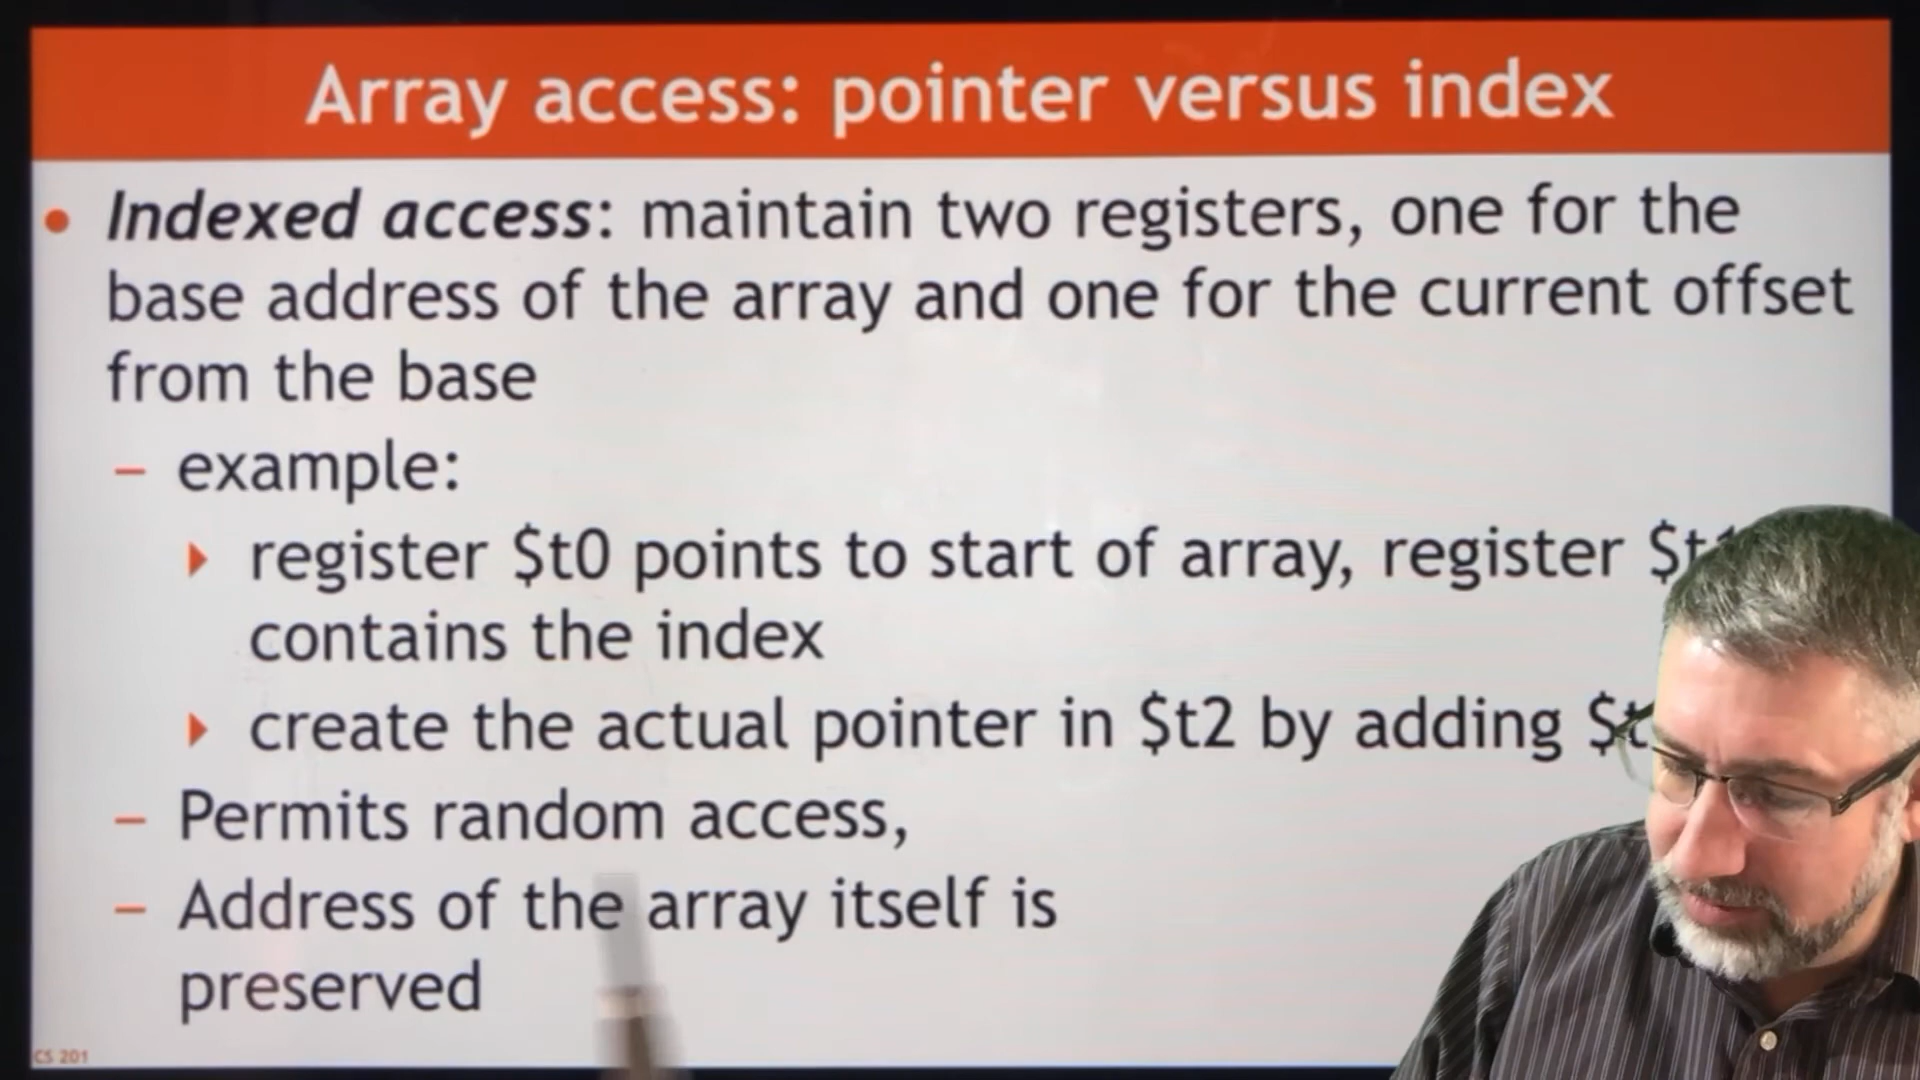 Array access: pointer versus index
• Indexed access: maintain two registers, one for the
base address of the array and one for the current offset
from the base
– example:
register $t0 points to start of array, register
contains the index
create the actual pointer in $t2 by adding
– Permits random access,
– Address of the array itself is
preserved
CS 201